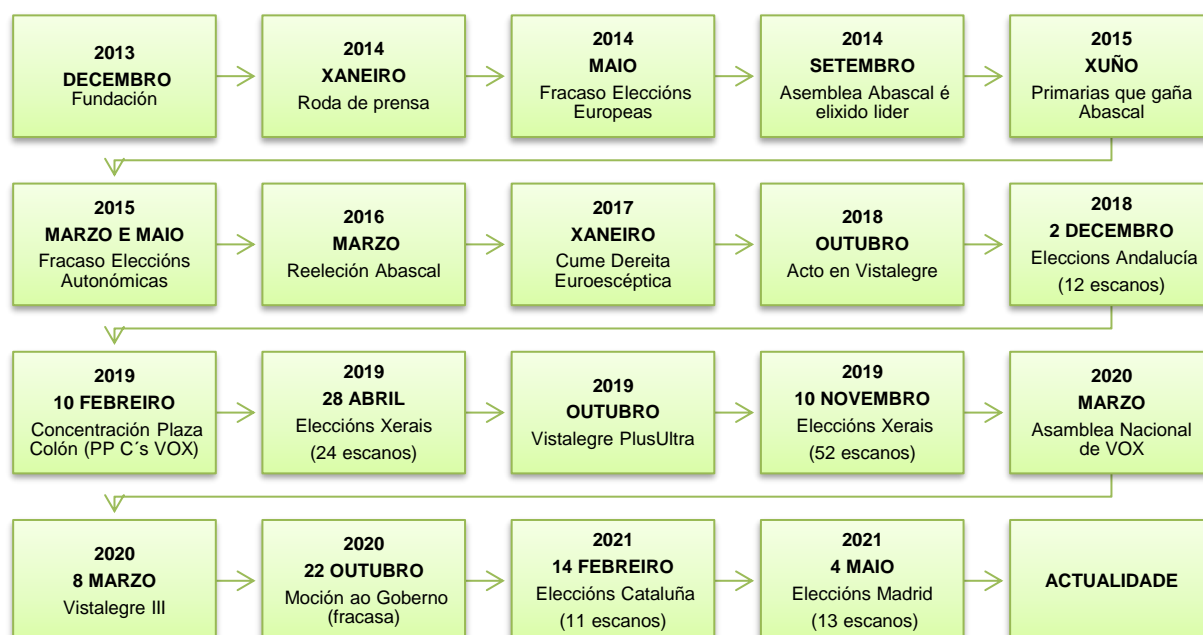 2013
DECEMBRO
Fundación
2014
XANEIRO
Roda de prensa
2014
MAIO
Fracaso Eleccións
Europeas
2014
SETEMBRO
Asemblea Abascal é
elixido lider
2015
XUÑO
Primarias que gaña
Abascal
2015
MARZO E MAIO
Fracaso Eleccións
Autonómicas
2016
MARZO
Reeleción Abascal
2017
XANEIRO
Cume Dereita
Euroescéptica
2018
OUTUBRO
Acto en Vistalegre
2018
2 DECEMBRO
Eleccions Andalucía
(12 escanos)
2019
10 FEBREIRO
Concentración Plaza
Colón (PP C´s VOX)
2019
28 ABRIL
Eleccións Xerais
(24 escanos)
2019
OUTUBRO
Vistalegre PlusUltra
2019
10 NOVEMBRO
Eleccións Xerais
(52 escanos)
2020
MARZO
Asamblea Nacional
de VOX
2020
8 MARZO
Vistalegre III
2020
22 OUTUBRO
Moción ao Goberno
(fracasa)
2021
14 FEBREIRO
Eleccións Cataluña
(11 escanos)
2021
4 MAIO
Eleccións Madrid
(13 escanos)
ACTUALIDADE